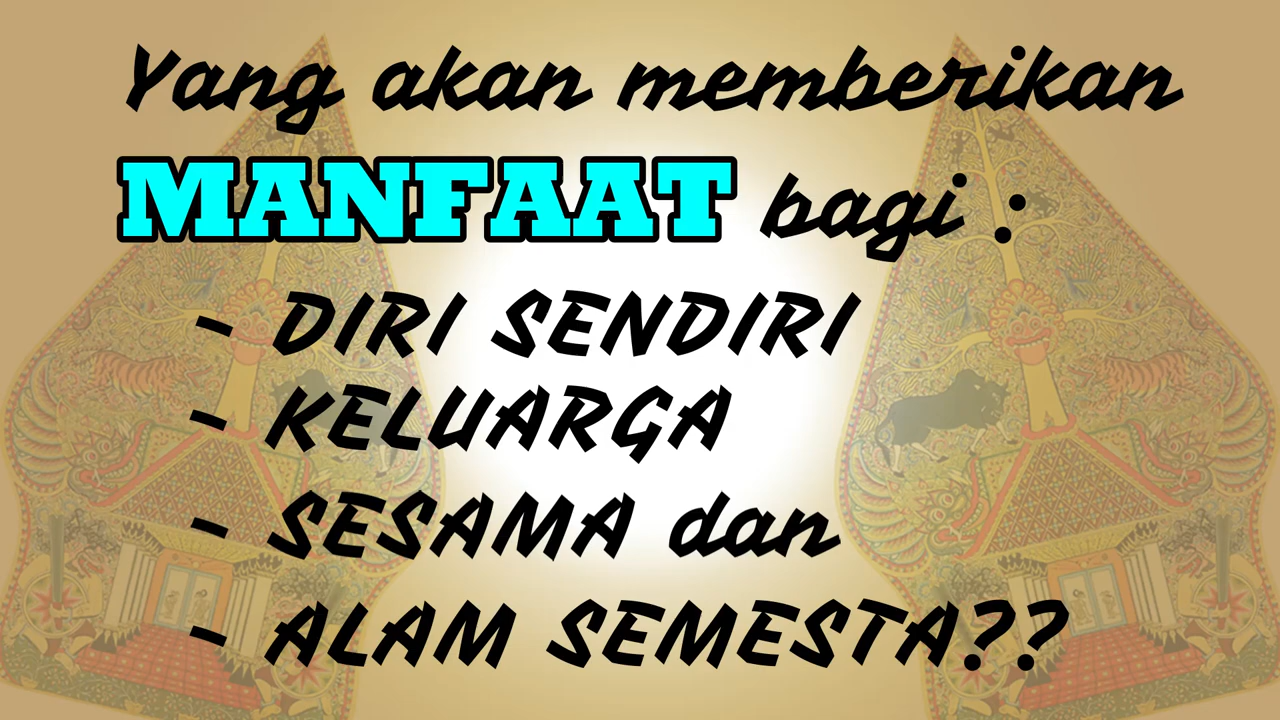 Yang akan memberikan
MANFAAT bagi :
- DIRI SENDIRI
- KELUARGA
- SESAMA dan
- ALAM SEMESTA??